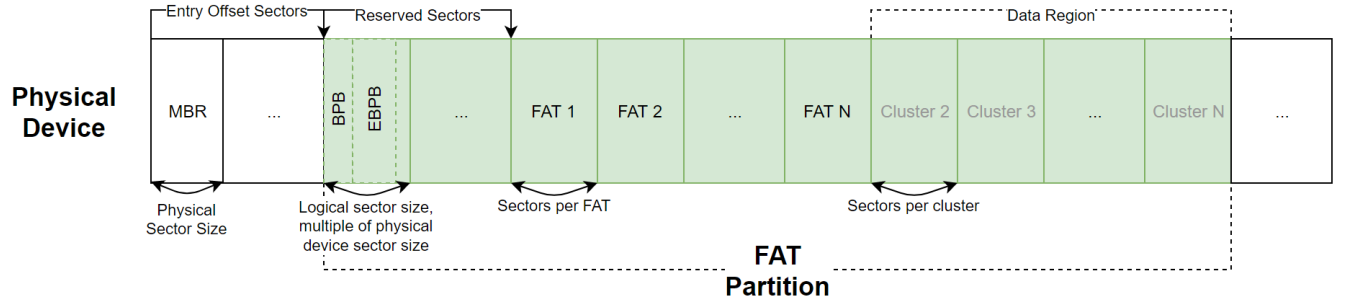 Entry Offset Sectors
Reserved Sectors
Data Region
Physical
Device
MBR
...
BPB
EBPB
...
FAT 1
FAT 2
...
FAT N
Cluster 2
Cluster 3
...
Cluster N
...
Physical
Sector Size
Logical sector size,
multiple of physical
device sector size
Sectors per FAT
Sectors per cluster
FAT
Partition